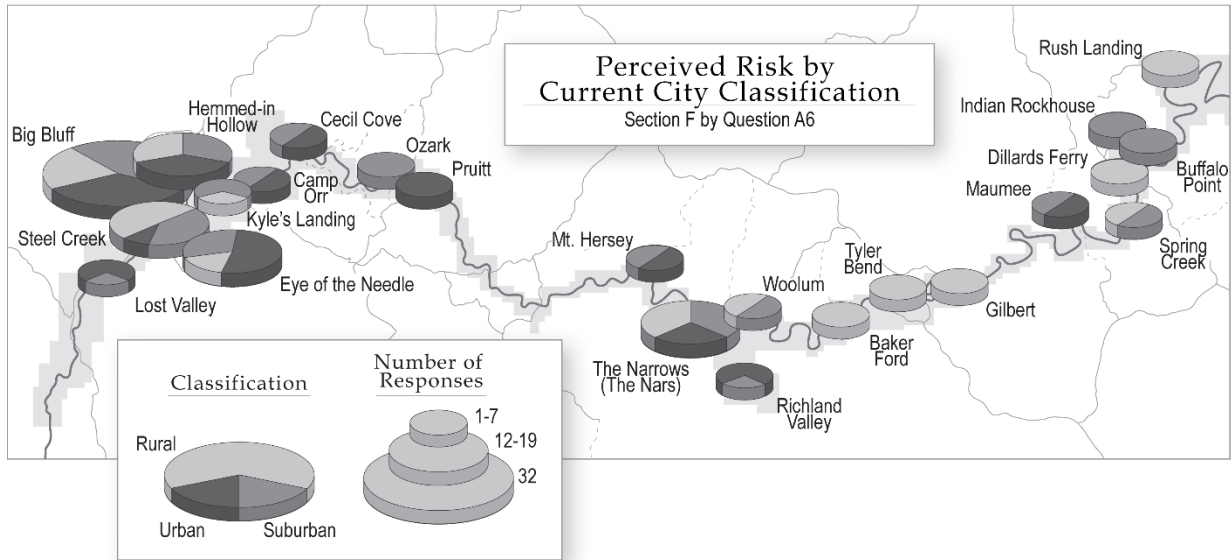 Perceived Risk by
Current City Classification
Section F by Question A6
Rush Landing
Indian Rockhouse
Dillards Ferry
Buffalo
Point
Maumee
Spring
Creek
Hemmed-in
Hollow
Cecil Cove
Big Bluff
Ozark
Pruitt
Camp
Orr
Kyle's Landing
Steel Creek
Eye of the Needle
Lost Valley
Mt. Hersey
Woolum
Tyler
Bend
Gilbert
Baker
Ford
The Narrows
(The Nars)
Richland
Valley
Classification
Rural
Urban
Suburban
Number of
Responses
1-7
12-19
32